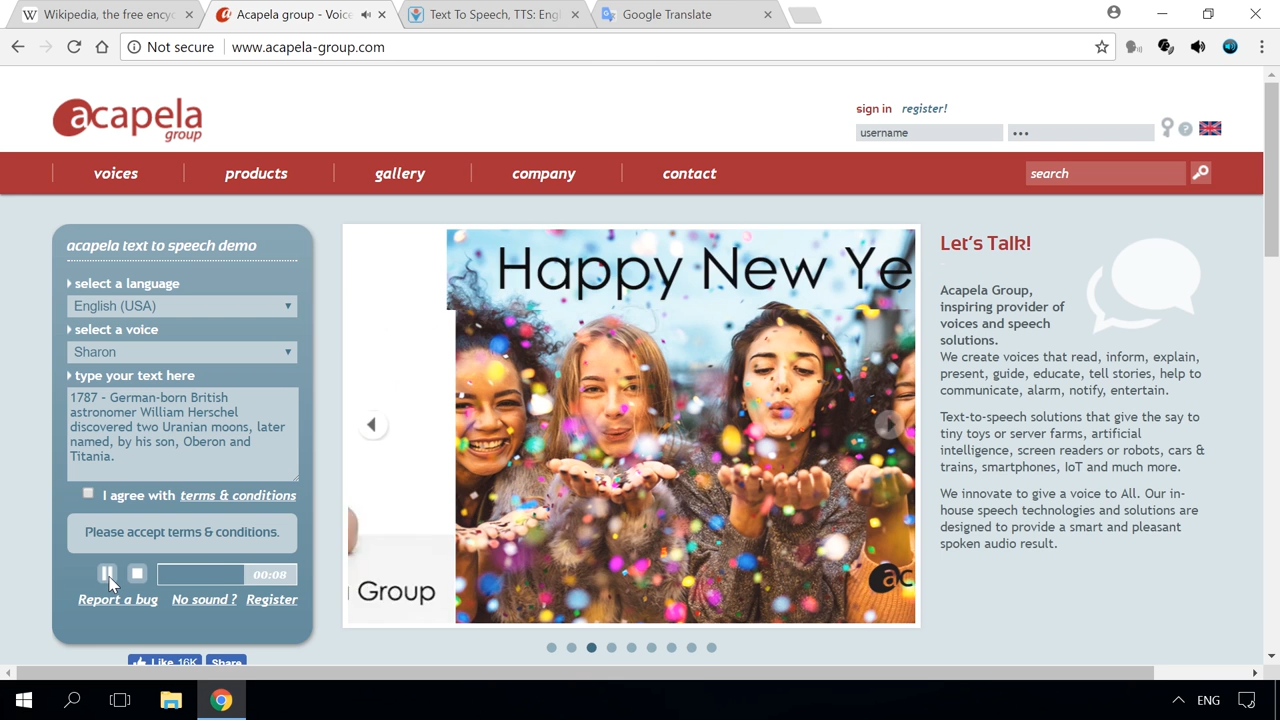 Wikipedia, the free ency
Acapela group - Voice
Text To Speech, TTS: Engl
Google Translate
Not secure
www.acapela-group.com
acapela
group
sign in register!
username
•••
voices
products
gallery
company
contact
search
acapela text to speech demo
select a language
English (USA)
select a voice
Sharon
type your text here
1787 - German-born British
astronomer William Herschel
discovered two Uranian moons, later
named, by his son, Oberon and
Titania.
I agree with terms & conditions
Please accept terms & conditions.
00:08
Report a bug No sound ? Register
Like 16K Share
Happy New Ye
Group
ac
Let's Talk!
Acapela Group,
inspiring provider of
voices and speech
solutions.
We create voices that read, inform, explain,
present, guide, educate, tell stories, help to
communicate, alarm, notify, entertain.
Text-to-speech solutions that give the say to
tiny toys or server farms, artificial
intelligence, screen readers or robots, cars &
trains, smartphones, IoT and much more.
We innovate to give a voice to All. Our in-
house speech technologies and solutions are
designed to provide a smart and pleasant
spoken audio result.
ENG